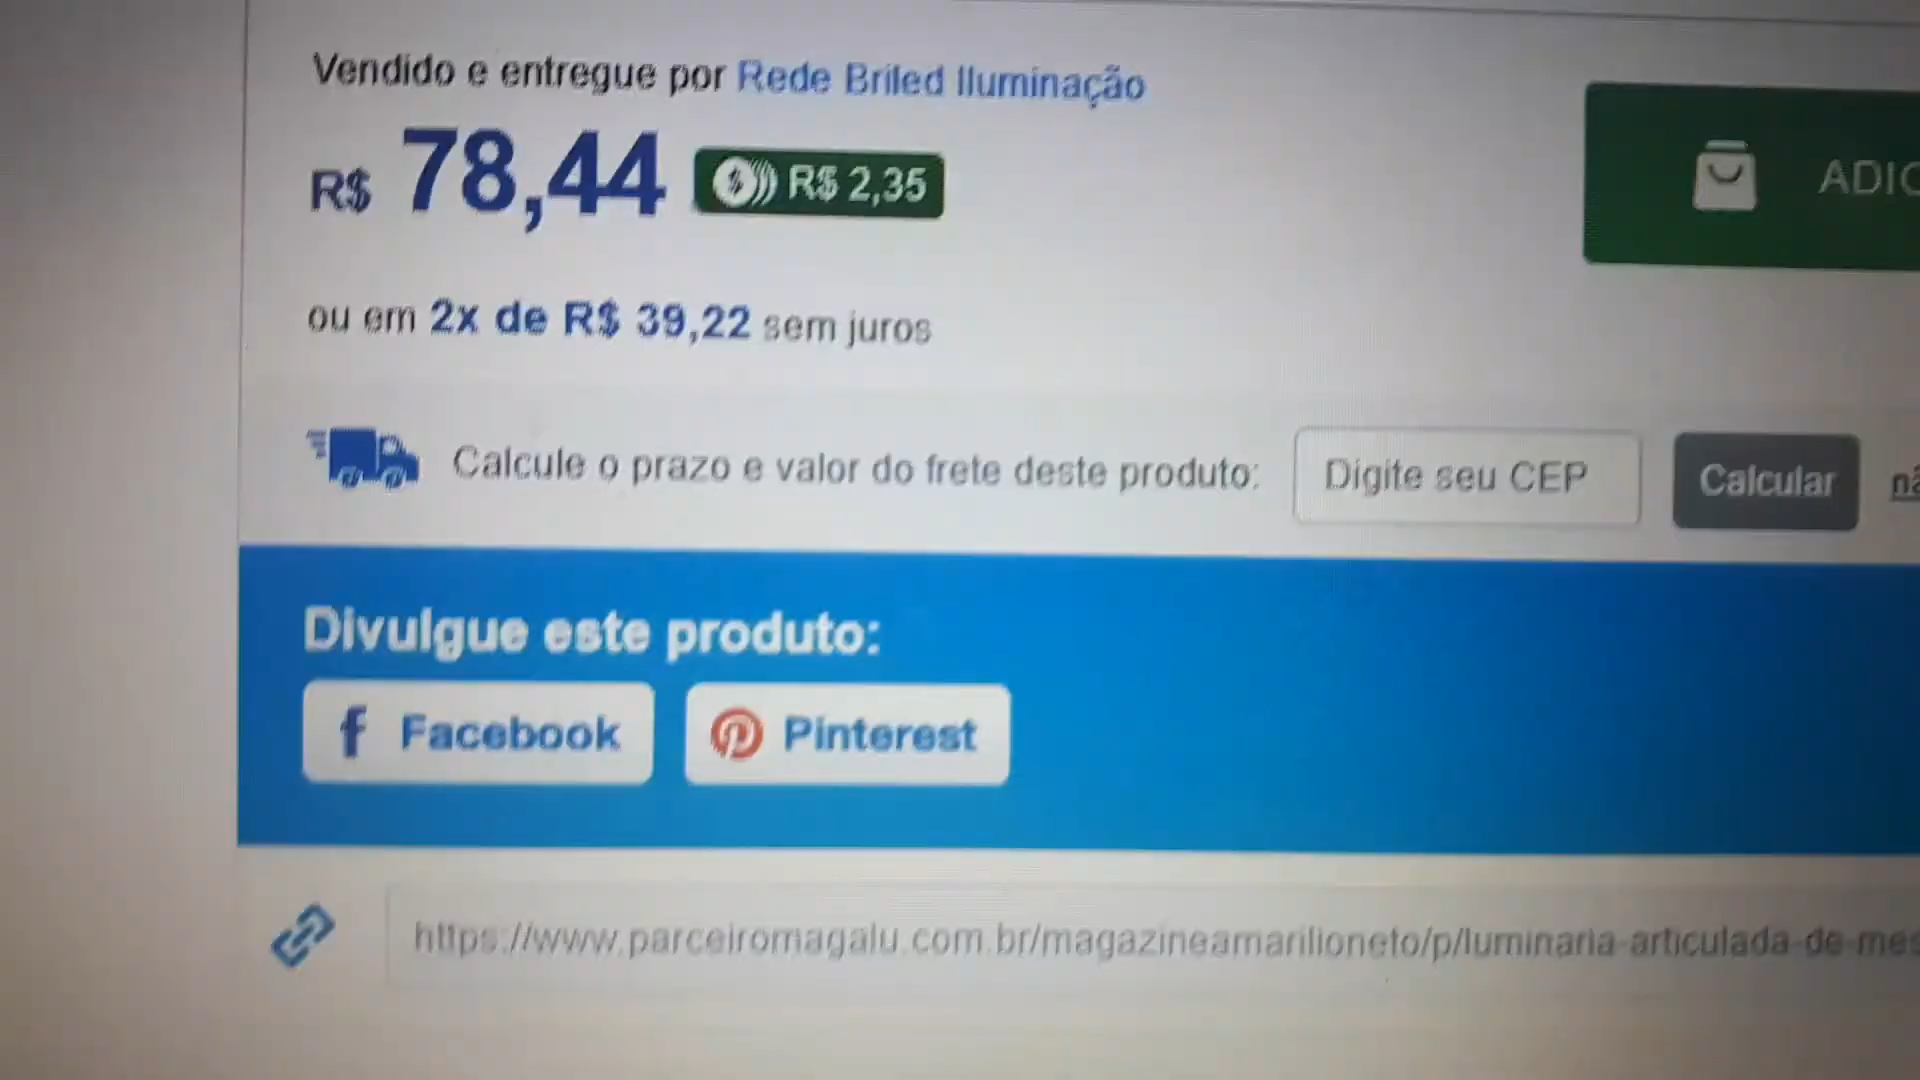 Vendido e entregue por Rede Briled Iluminação
R$ 78,44 R$ 2,35
ADIC
ou em 2x de R$ 39,22 sem juros
Calcule o prazo e valor do frete deste produto: Digite seu CEP Calcular nã
Divulgue este produto:
Facebook Pinterest
https://www.parceiromagalu.com.br/magazineamarilioneto/p/luminaria-articulada-de-mes